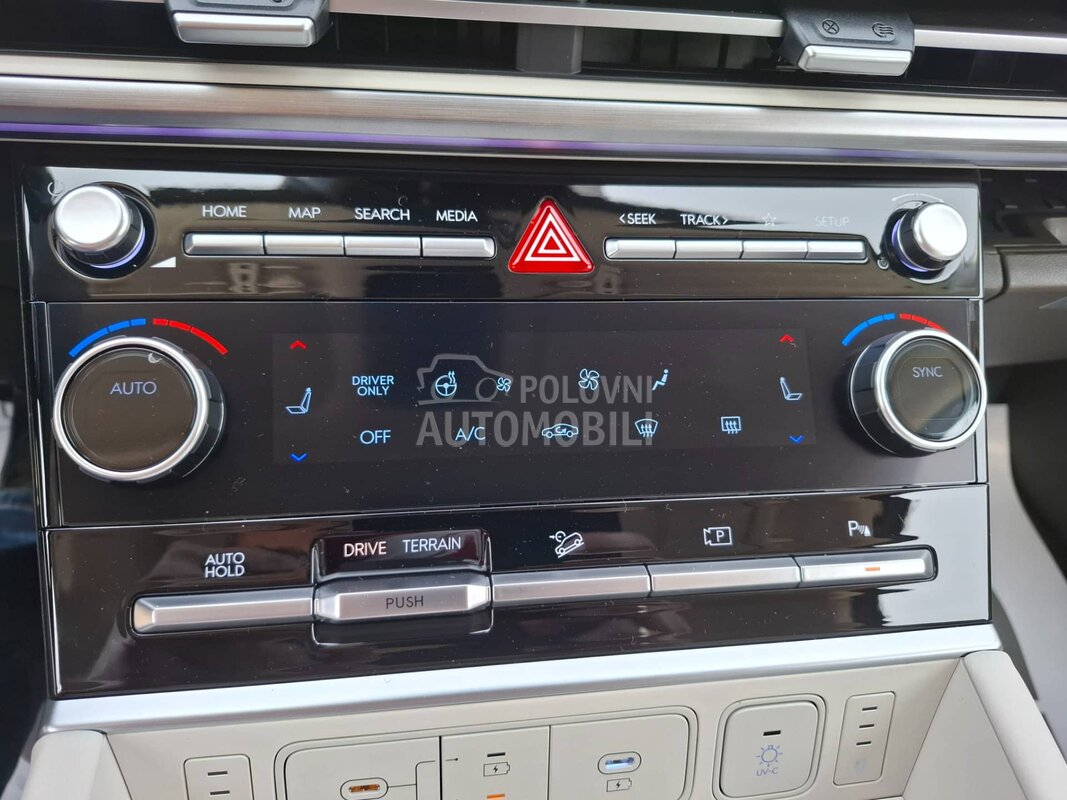 HOME MAP SEARCH MEDIA <SEEK TRACK> SETUP
AUTO
DRIVER
ONLY
OFF A/C
SYNC
POLOVNI
AUTOMOBILI
AUTO
HOLD
DRIVE TERRAIN
PUSH
P
P
UV-C